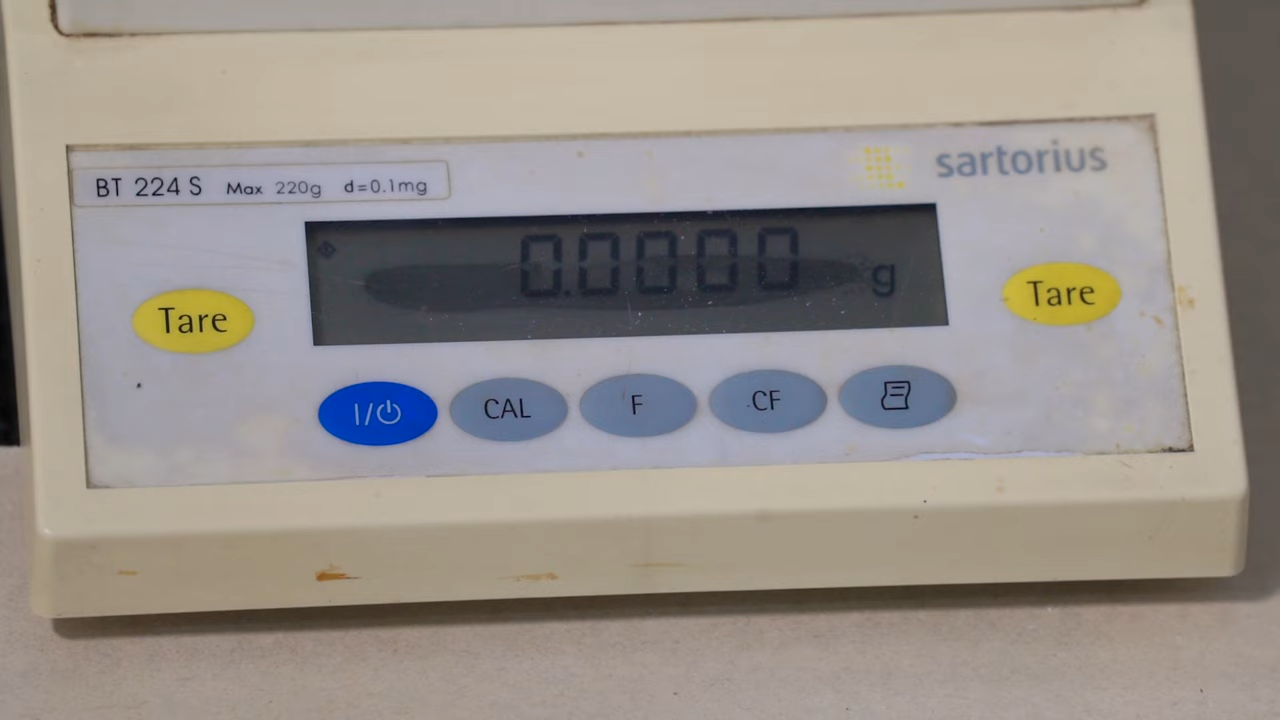 sartorius
BT 224 S Max 220g d=0.1mg
0.0000 g
Tare
Tare
I/⏻ CAL F CF